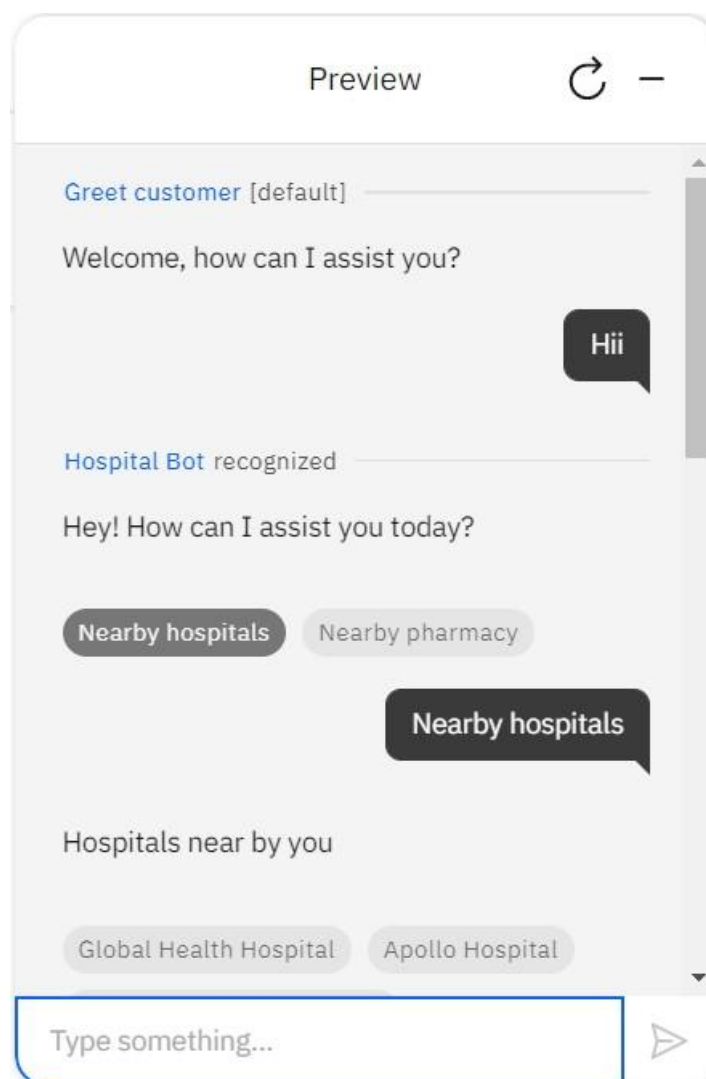 Preview
Greet customer [default]
Welcome, how can I assist you?
Hii
Hospital Bot recognized
Hey! How can I assist you today?
Nearby hospitals Nearby pharmacy
Nearby hospitals
Hospitals near by you
Global Health Hospital Apollo Hospital
Type something...